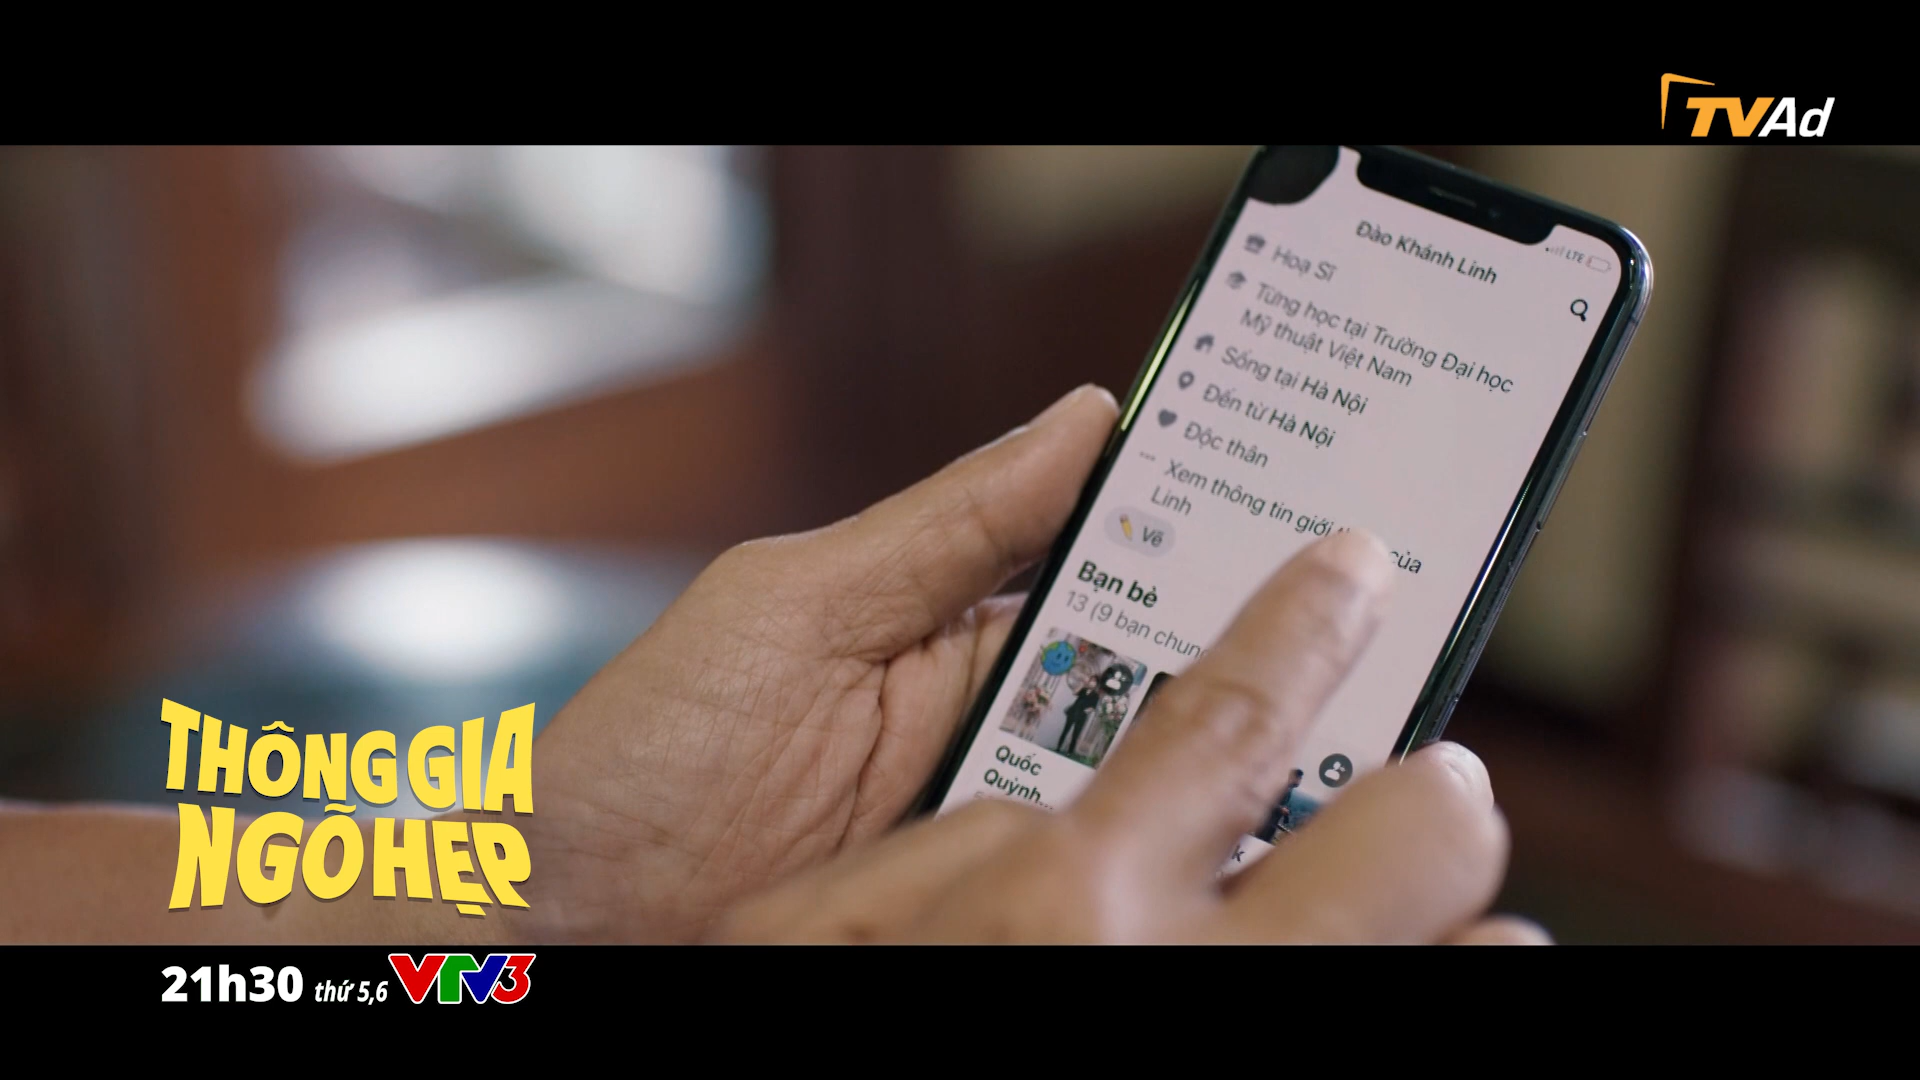 TVAd
Đào Khánh Linh
LTE
Hoạ Sĩ
Từng học tại Trường Đại học
Mỹ thuật Việt Nam
Sống tại Hà Nội
Đến từ Hà Nội
Độc thân
Xem thông tin giới của
Linh
Vẽ
Bạn bè
13 (9 bạn chung
Quốc
Quỳnh...
k
THÔNG GIA
NGÕ HẸP
21h30 thứ 5,6 VTV3